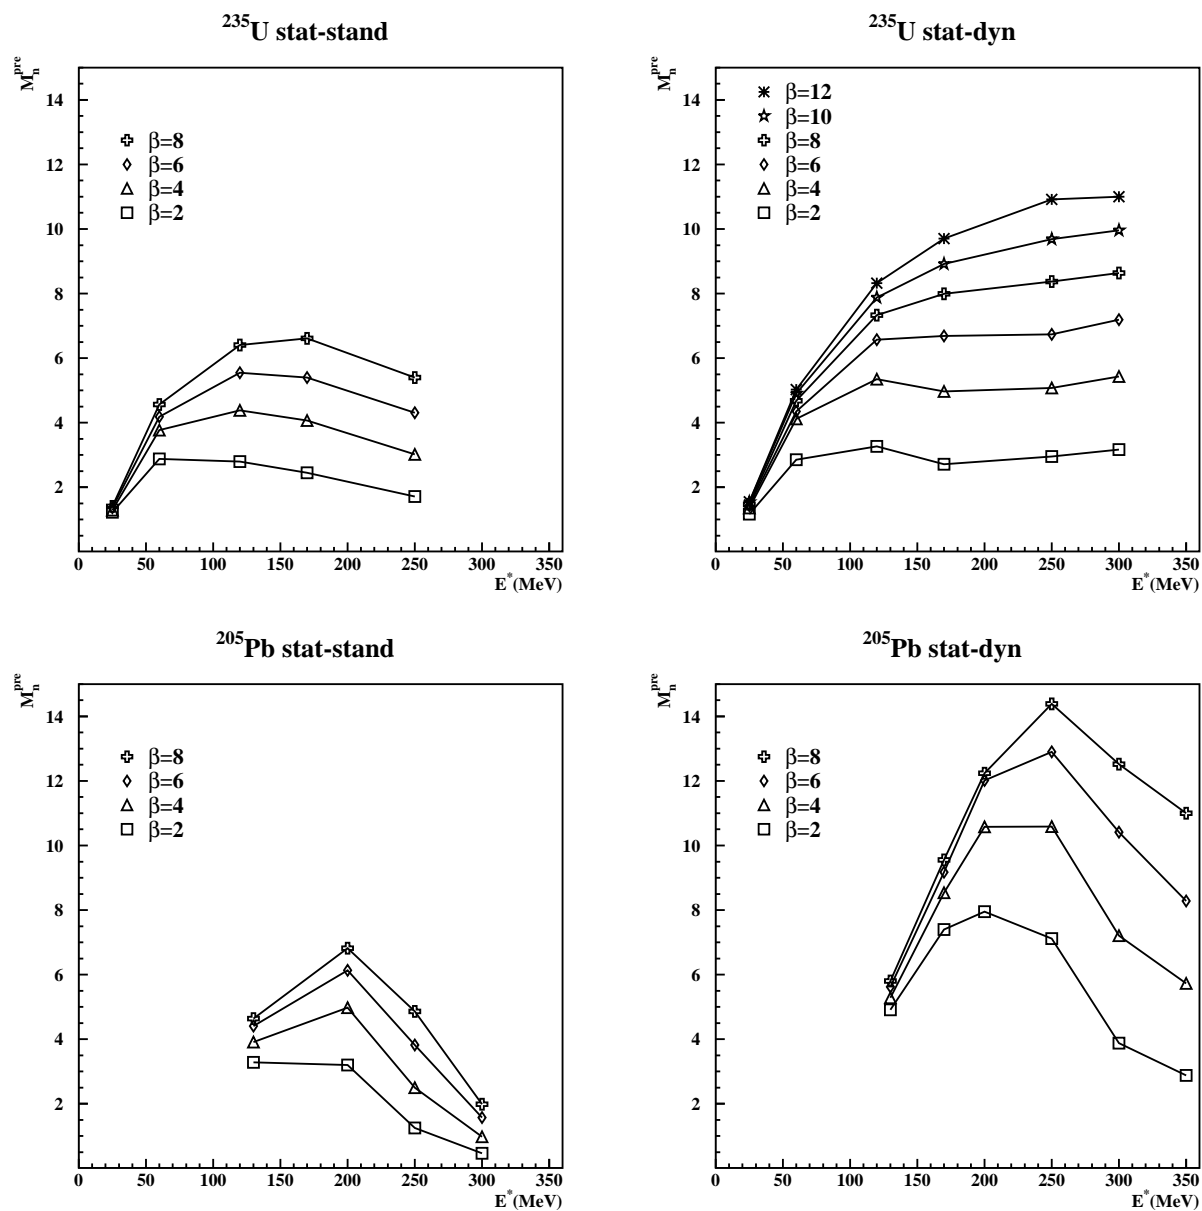 ²³⁵U stat-stand
M_n^pre
14
12
10
8
6
4
2
β=8
β=6
β=4
β=2
0 50 100 150 200 250 300 350
E*(MeV)
²³⁵U stat-dyn
M_n^pre
14
12
10
8
6
4
2
β=12
β=10
β=8
β=6
β=4
β=2
0 50 100 150 200 250 300 350
E*(MeV)
²⁰⁵Pb stat-stand
M_n^pre
14
12
10
8
6
4
2
β=8
β=6
β=4
β=2
0 50 100 150 200 250 300 350
E*(MeV)
²⁰⁵Pb stat-dyn
M_n^pre
14
12
10
8
6
4
2
β=8
β=6
β=4
β=2
0 50 100 150 200 250 300 350
E*(MeV)